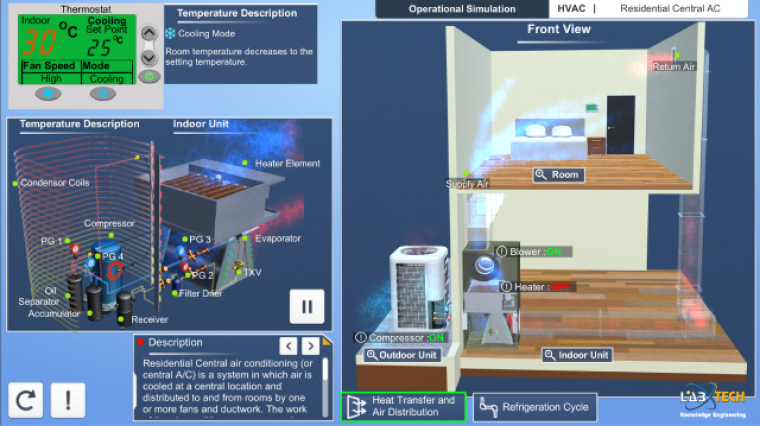 Thermostat
Indoor
30 °C
Cooling
Set Point
25 °C
Fan Speed
Mode
High
Cooling
Temperature Description
Cooling Mode
Room temperature decreases to the
setting temperature.
Operational Simulation
HVAC |
Residential Central AC
Front View
Return Air
Supply Air
Room
Blower :ON
Heater :OFF
Compressor :ON
Outdoor Unit
Indoor Unit
Temperature Description
Indoor Unit
Heater Element
Condensor Coils
Compressor
PG 1
PG 3
Evaporator
PG 4
PG 2
TXV
Oil
Separator
Filter Drier
Accumulator
Receiver
Description
Residential Central air conditioning (or
central A/C) is a system in which air is
cooled at a central location and
distributed to and from rooms by one
or more fans and ductwork. The work
Heat Transfer and
Air Distribution
Refrigeration Cycle
LABXTECH
Knowledge Engineering